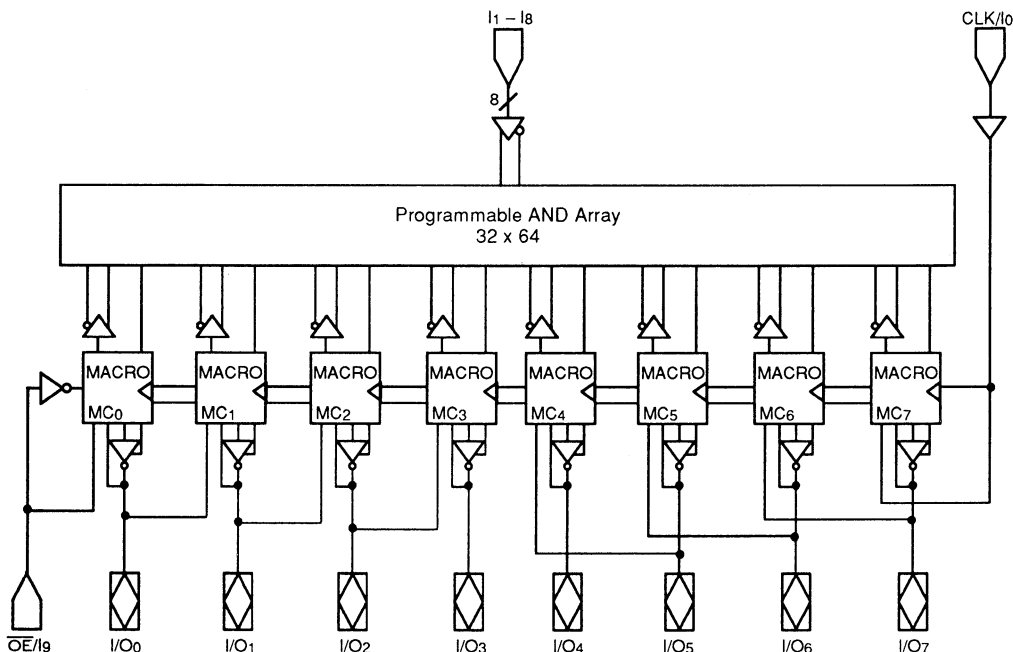 I1 – I8
CLK/I0
8
Programmable AND Array
32 x 64
MACRO MACRO MACRO MACRO MACRO MACRO MACRO MACRO
MC0 MC1 MC2 MC3 MC4 MC5 MC6 MC7
OE/I9 I/O0 I/O1 I/O2 I/O3 I/O4 I/O5 I/O6 I/O7